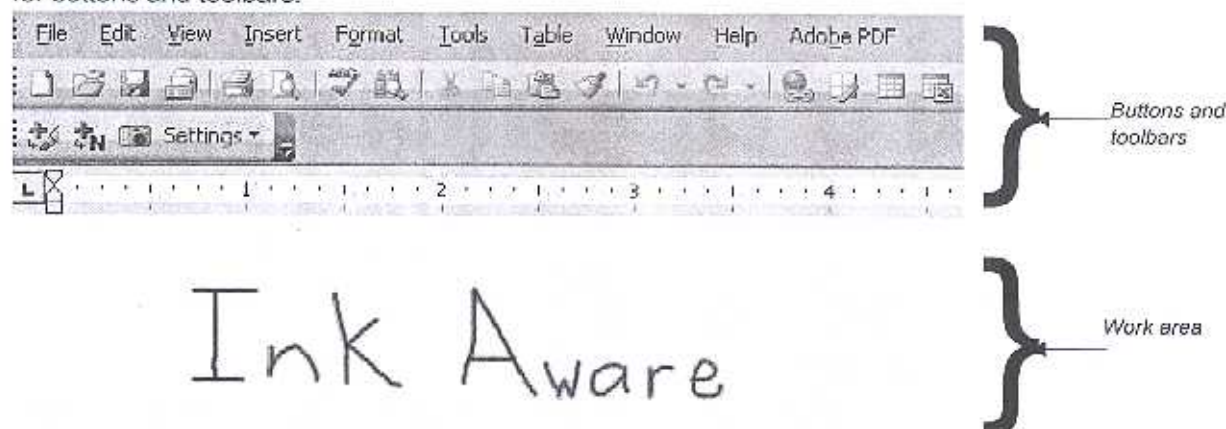 for buttons and toolbars.
File Edit View Insert Format Tools Table Window Help Adobe PDF
Settings
Buttons and
toolbars
L 1 2 3 4
Ink Aware
Work area